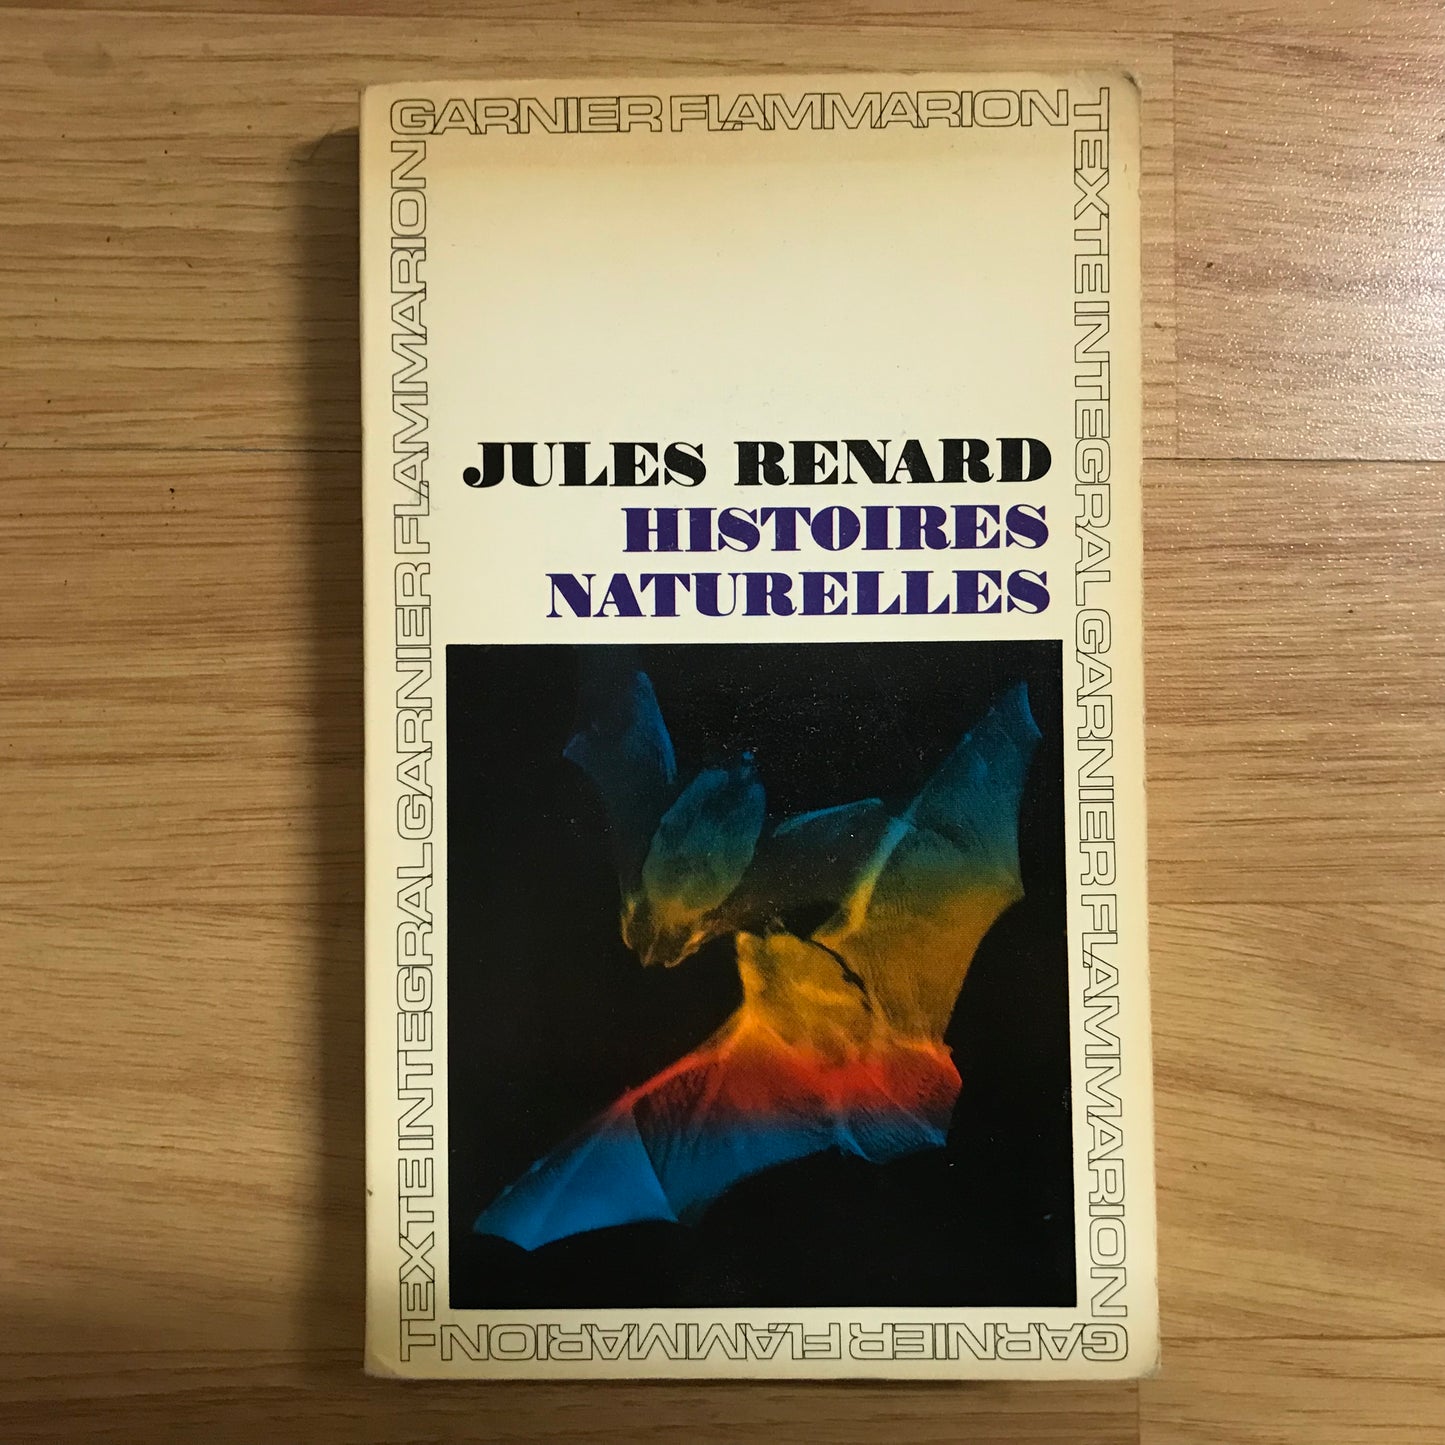 GARNIER FLAMMARION
TEXTE INTEGRAL GARNIER FLAMMARION
GARNIER FLAMMARION
TEXTE INTEGRAL GARNIER FLAMMARION
JULES RENARD
HISTOIRES
NATURELLES